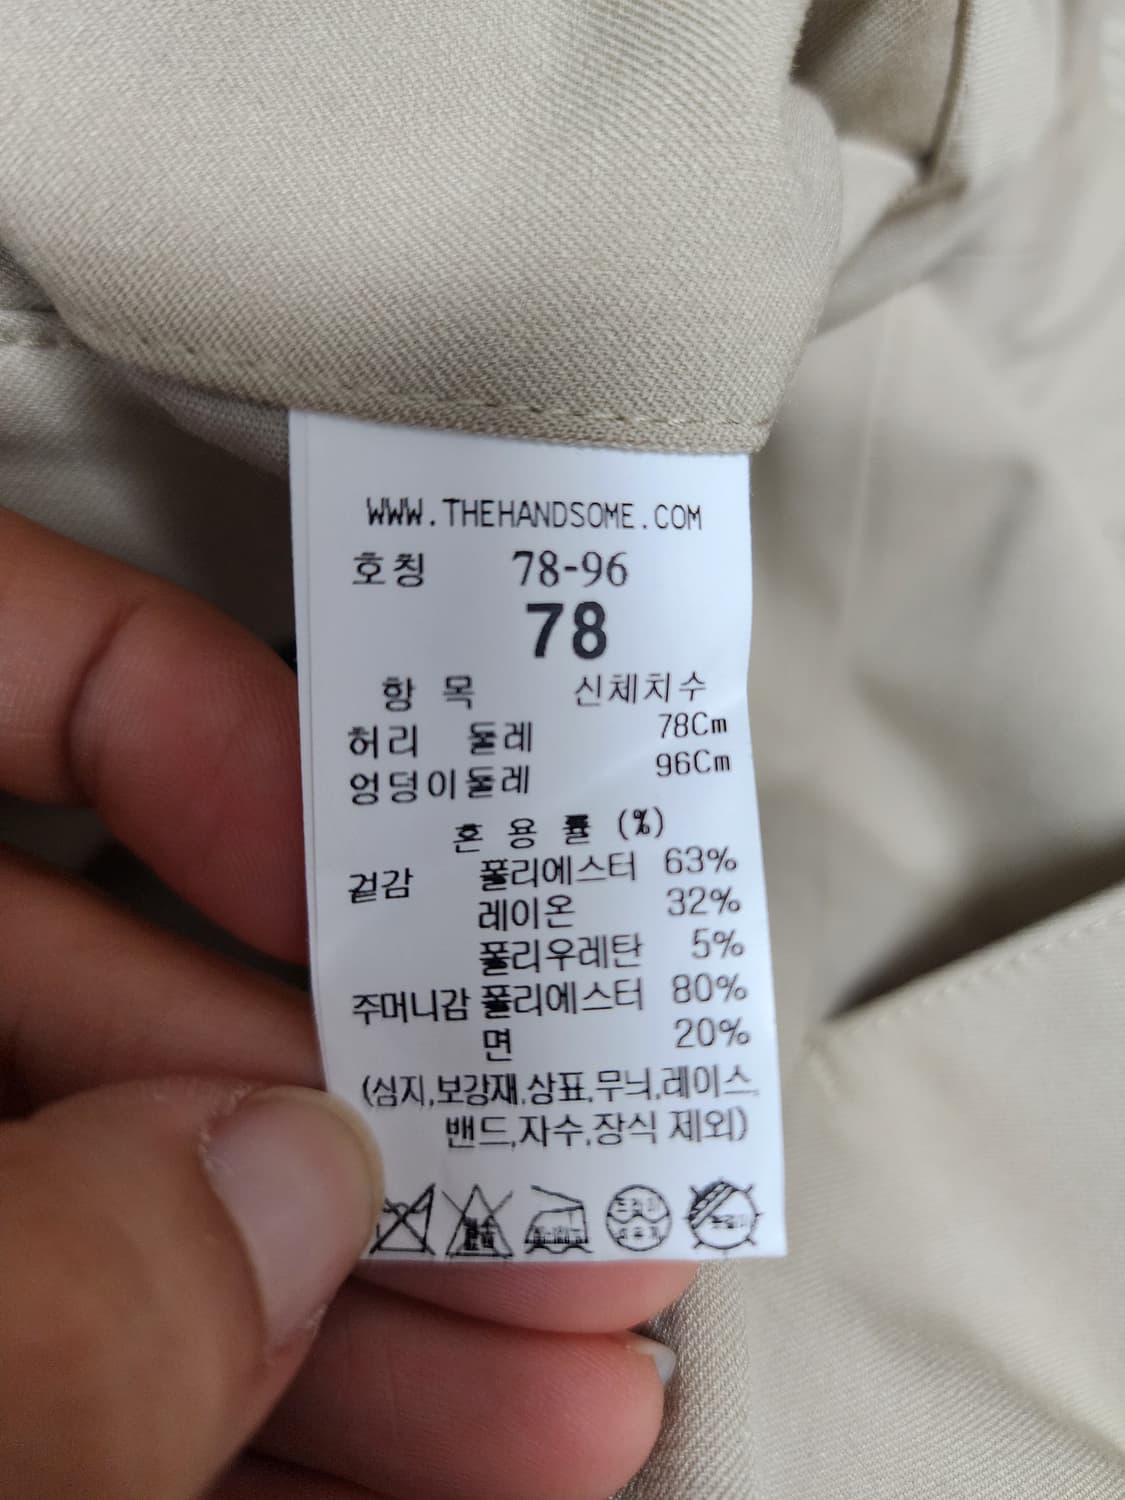 WWW.THEHANDSOME.COM
호칭 78-96
78
항 목 신체치수
허리 둘레 78Cm
엉덩이둘레 96Cm
혼 용 률 (%)
겉감 폴리에스터 63%
레이온 32%
폴리우레탄 5%
주머니감 폴리에스터 80%
면 20%
(심지,보강재,상표,무늬,레이스,
밴드,자수,장식 제외)
드라이